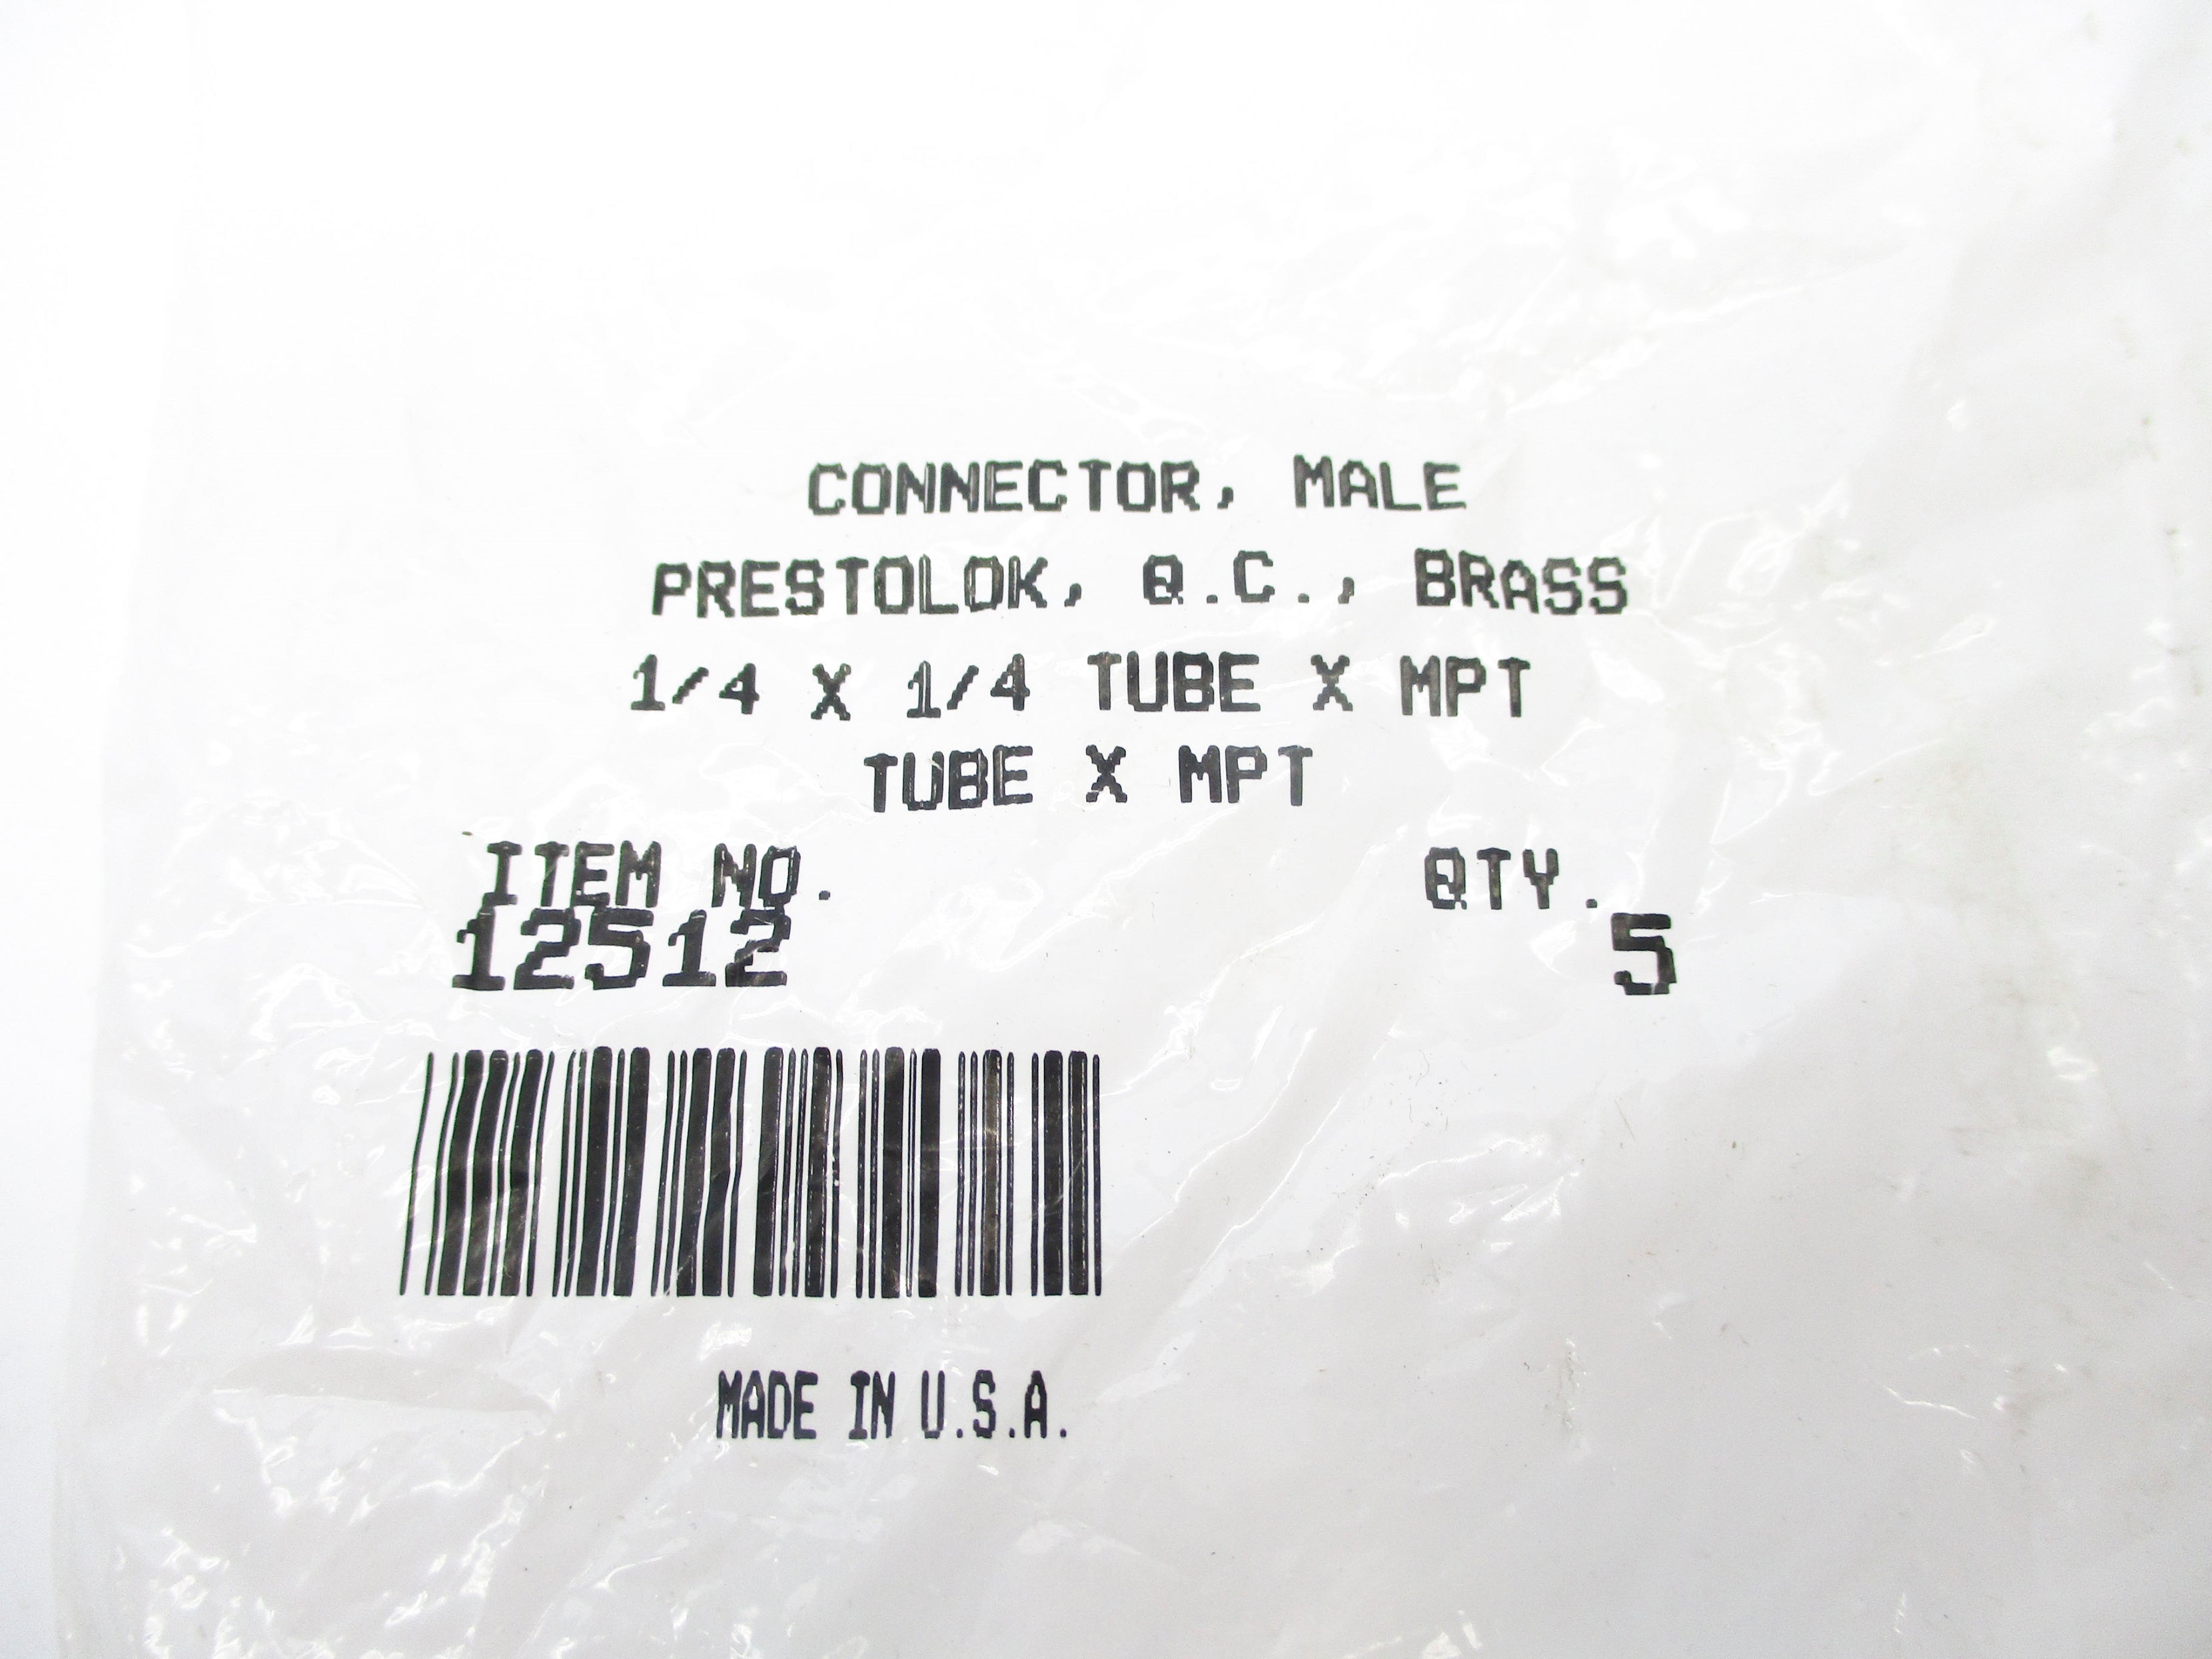 CONNECTOR, MALE
PRESTOLOK, Q.C., BRASS
1/4 X 1/4 TUBE X MPT
TUBE X MPT
ITEM NO. QTY.
12512 5
MADE IN U.S.A.